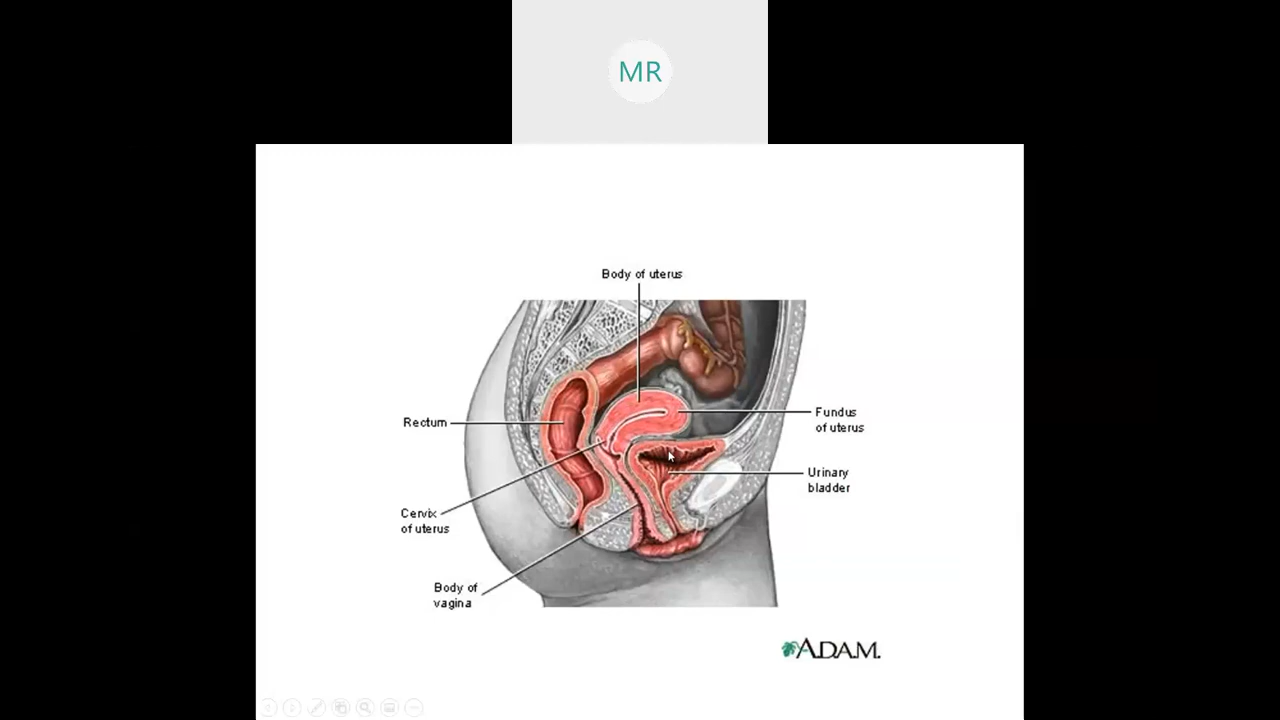 MR
Body of uterus
Rectum
Fundus
of uterus
Urinary
bladder
Cervix
of uterus
Body of
vagina
A.D.A.M.